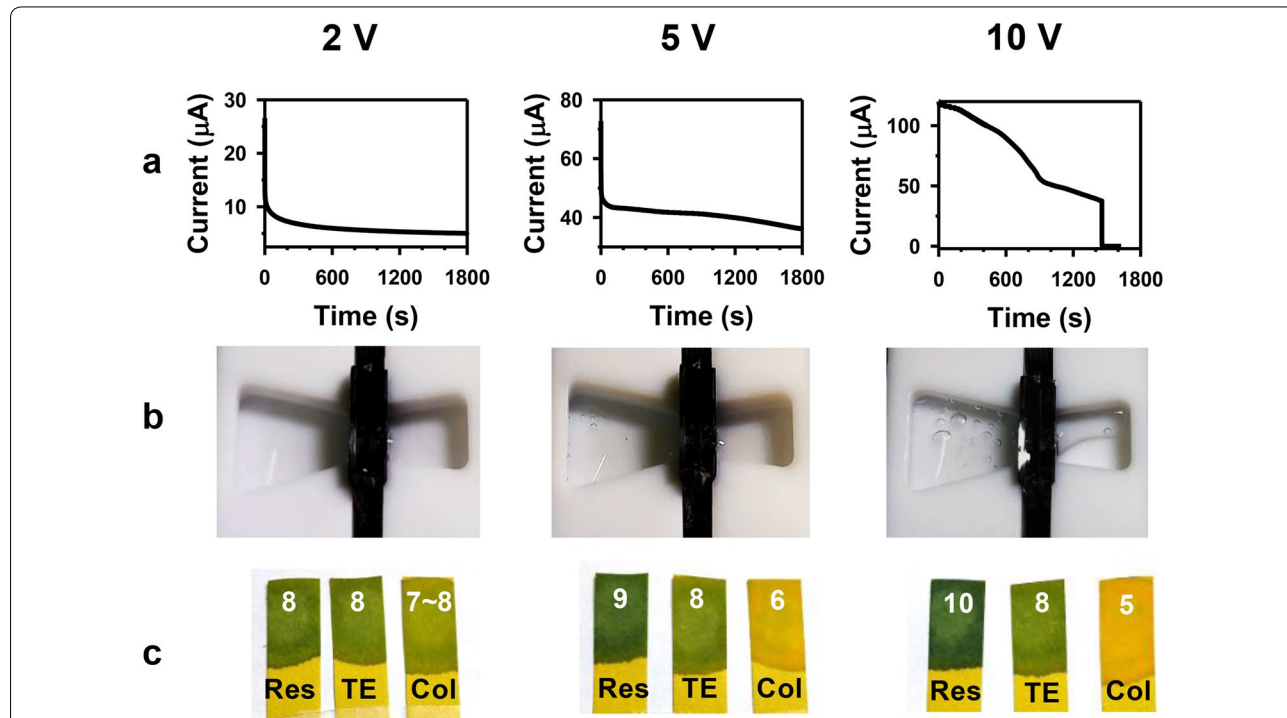 2 V 5 V 10 V
a
Current (μA)
30
20
10
0 600 1200 1800
Time (s)
Current (μA)
80
60
40
0 600 1200 1800
Time (s)
Current (μA)
100
50
0
0 600 1200 1800
Time (s)
b
c
8 8 7~8
Res TE Col
9 8 6
Res TE Col
10 8 5
Res TE Col